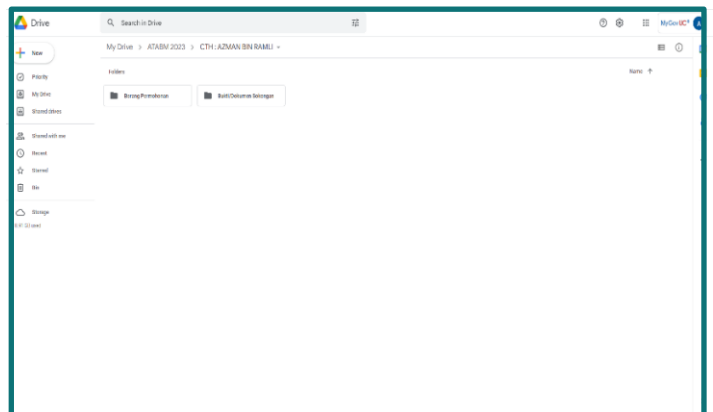 Drive
Search in Drive
MyGovUC
A
New
My Drive > ATABM 2023 > CTH : AZMAN BIN RAMLI
Folders
Name ↑
Priority
My Drive
Shared drives
Borang Permohonan
Bukti/Dokumen Sokongan
Shared with me
Recent
Starred
Bin
Storage